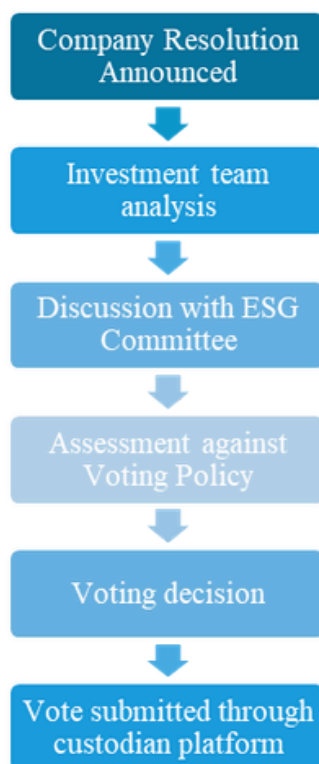 Company Resolution
Announced
Investment team
analysis
Discussion with ESG
Committee
Assessment against
Voting Policy
Voting decision
Vote submitted through
custodian platform